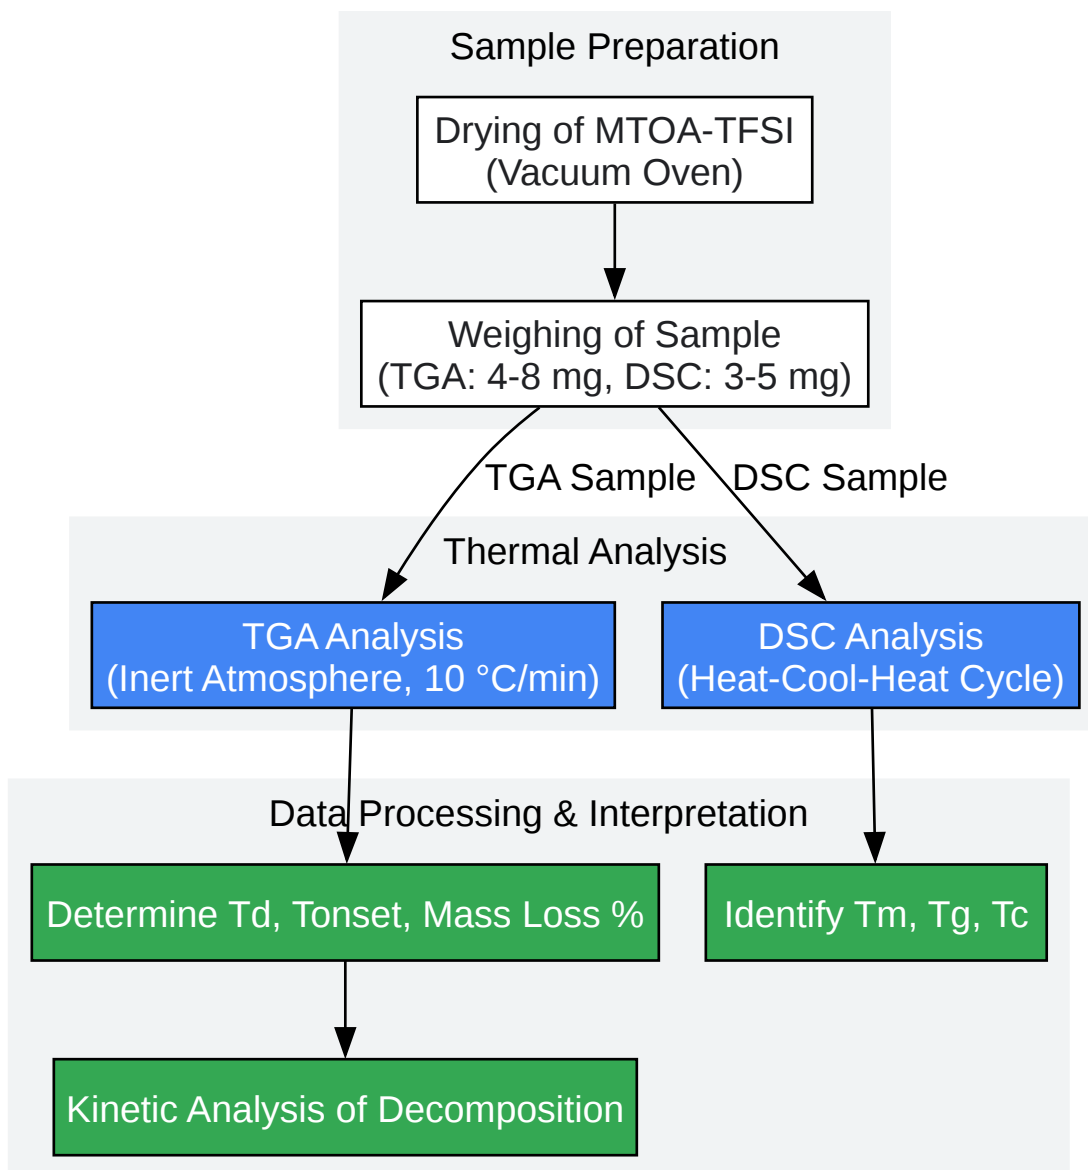 Sample Preparation
Drying of MTOA-TFSI
(Vacuum Oven)
Weighing of Sample
(TGA: 4-8 mg, DSC: 3-5 mg)
TGA Sample
DSC Sample
Thermal Analysis
TGA Analysis
(Inert Atmosphere, 10 °C/min)
DSC Analysis
(Heat-Cool-Heat Cycle)
Data Processing & Interpretation
Determine Td, Tonset, Mass Loss %
Identify Tm, Tg, Tc
Kinetic Analysis of Decomposition